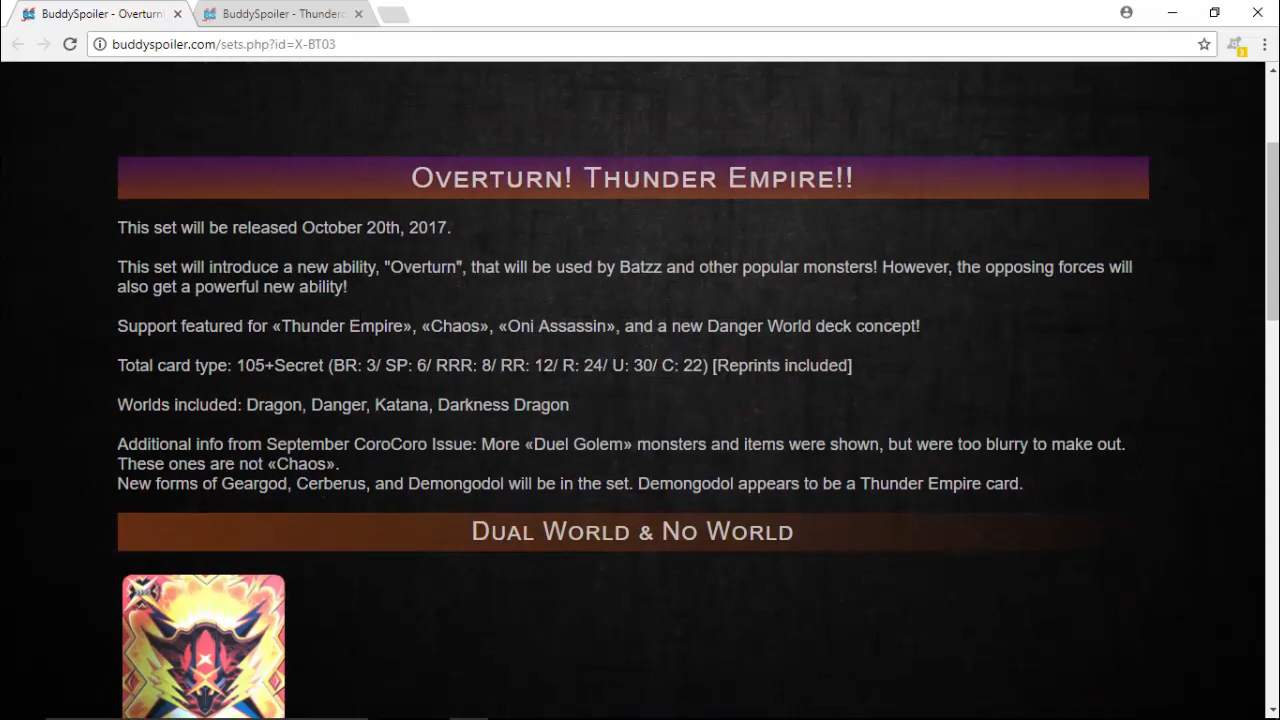 BuddySpoiler - Overturn!
BuddySpoiler - Thunder
buddyspoiler.com/sets.php?id=X-BT03
3
OVERTURN! THUNDER EMPIRE!!
This set will be released October 20th, 2017.
This set will introduce a new ability, "Overturn", that will be used by Batzz and other popular monsters! However, the opposing forces will
also get a powerful new ability!
Support featured for «Thunder Empire», «Chaos», «Oni Assassin», and a new Danger World deck concept!
Total card type: 105+Secret (BR: 3/ SP: 6/ RRR: 8/ RR: 12/ R: 24/ U: 30/ C: 22) [Reprints included]
Worlds included: Dragon, Danger, Katana, Darkness Dragon
Additional info from September CoroCoro Issue: More «Duel Golem» monsters and items were shown, but were too blurry to make out.
These ones are not «Chaos».
New forms of Geargod, Cerberus, and Demongodol will be in the set. Demongodol appears to be a Thunder Empire card.
DUAL WORLD & NO WORLD